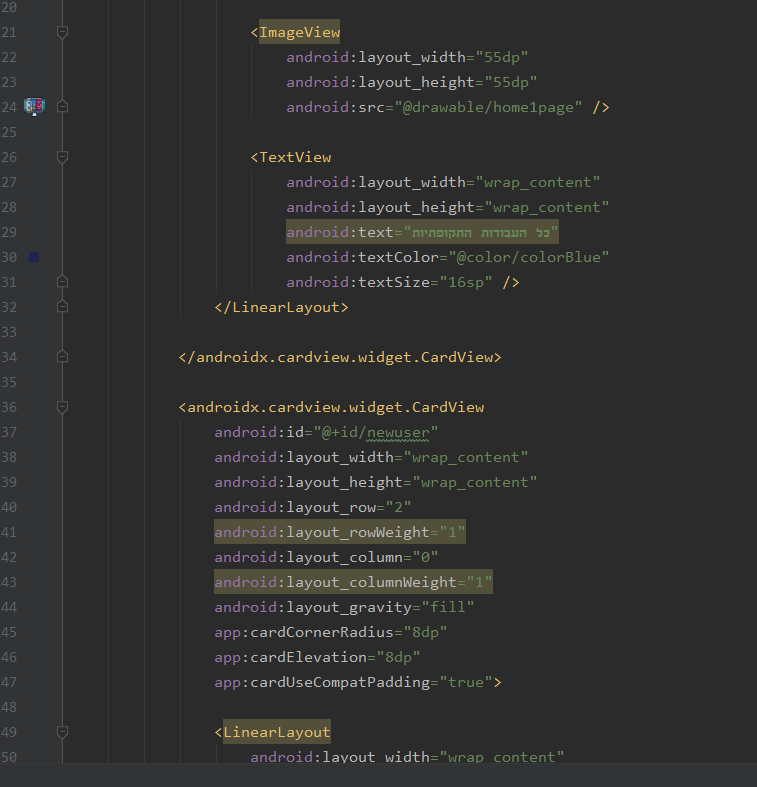 20
21 <ImageView
22 android:layout_width="55dp"
23 android:layout_height="55dp"
24 android:src="@drawable/home1page" />
25
26 <TextView
27 android:layout_width="wrap_content"
28 android:layout_height="wrap_content"
29 android:text="כל העבודות התקופתיות"
30 android:textColor="@color/colorBlue"
31 android:textSize="16sp" />
32 </LinearLayout>
33
34 </androidx.cardview.widget.CardView>
35
36 <androidx.cardview.widget.CardView
37 android:id="@+id/newuser"
38 android:layout_width="wrap_content"
39 android:layout_height="wrap_content"
40 android:layout_row="2"
41 android:layout_rowWeight="1"
42 android:layout_column="0"
43 android:layout_columnWeight="1"
44 android:layout_gravity="fill"
45 app:cardCornerRadius="8dp"
46 app:cardElevation="8dp"
47 app:cardUseCompatPadding="true">
48
49 <LinearLayout
50 android:layout_width="wrap_content"